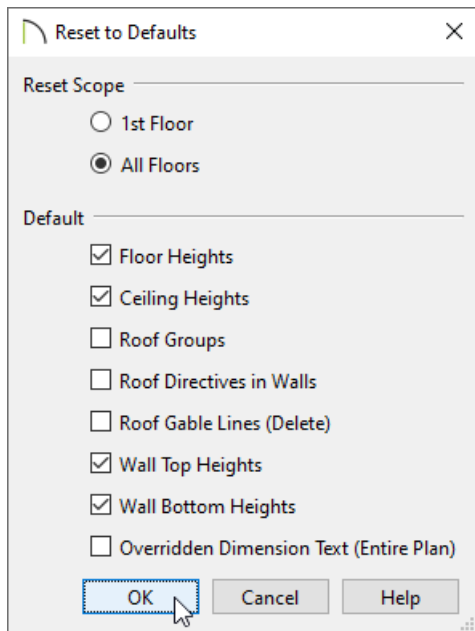 Reset to Defaults
Reset Scope
1st Floor
All Floors
Default
Floor Heights
Ceiling Heights
Roof Groups
Roof Directives in Walls
Roof Gable Lines (Delete)
Wall Top Heights
Wall Bottom Heights
Overridden Dimension Text (Entire Plan)
OK Cancel Help